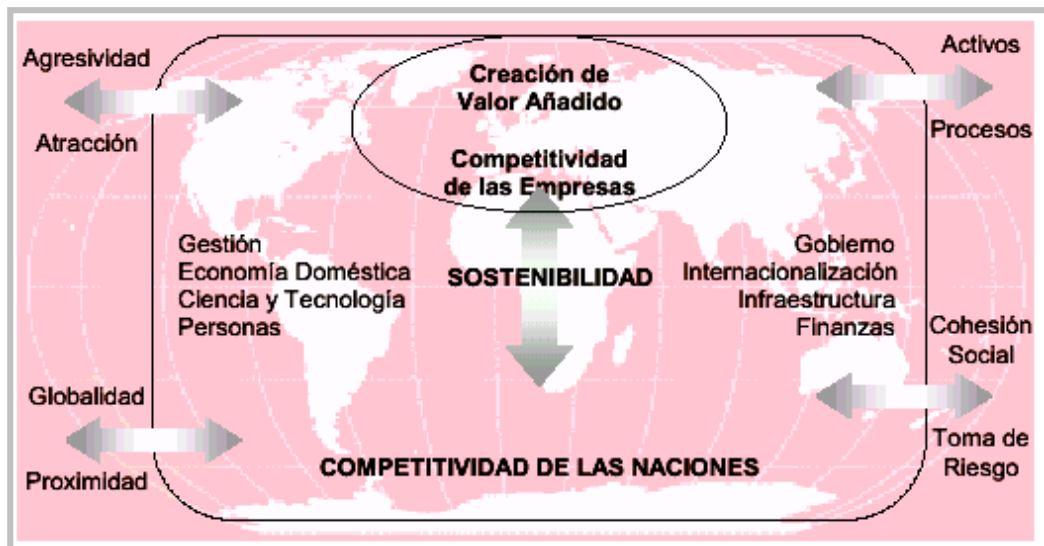 Agresividad
Atracción
Creación de
Valor Añadido
Competitividad
de las Empresas
Activos
Procesos
Gestión
Economía Doméstica
Ciencia y Tecnología
Personas
SOSTENIBILIDAD
Gobierno
Internacionalización
Infraestructura
Finanzas
Globalidad
Proximidad
Cohesión
Social
Toma de
Riesgo
COMPETITIVIDAD DE LAS NACIONES